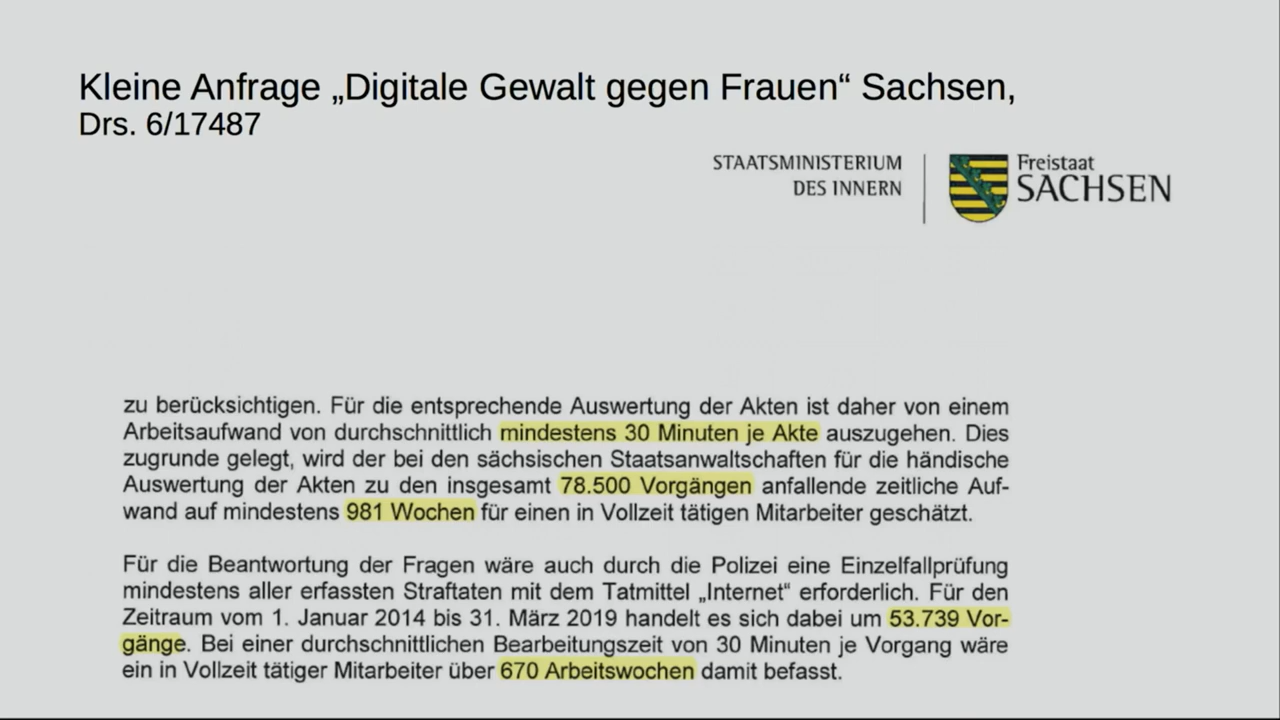 Kleine Anfrage „Digitale Gewalt gegen Frauen“ Sachsen,
Drs. 6/17487
STAATSMINISTERIUM
DES INNERN
Freistaat
SACHSEN
zu berücksichtigen. Für die entsprechende Auswertung der Akten ist daher von einem
Arbeitsaufwand von durchschnittlich mindestens 30 Minuten je Akte auszugehen. Dies
zugrunde gelegt, wird der bei den sächsischen Staatsanwaltschaften für die händische
Auswertung der Akten zu den insgesamt 78.500 Vorgängen anfallende zeitliche Auf-
wand auf mindestens 981 Wochen für einen in Vollzeit tätigen Mitarbeiter geschätzt.
Für die Beantwortung der Fragen wäre auch durch die Polizei eine Einzelfallprüfung
mindestens aller erfassten Straftaten mit dem Tatmittel „Internet“ erforderlich. Für den
Zeitraum vom 1. Januar 2014 bis 31. März 2019 handelt es sich dabei um 53.739 Vor-
gänge. Bei einer durchschnittlichen Bearbeitungszeit von 30 Minuten je Vorgang wäre
ein in Vollzeit tätiger Mitarbeiter über 670 Arbeitswochen damit befasst.